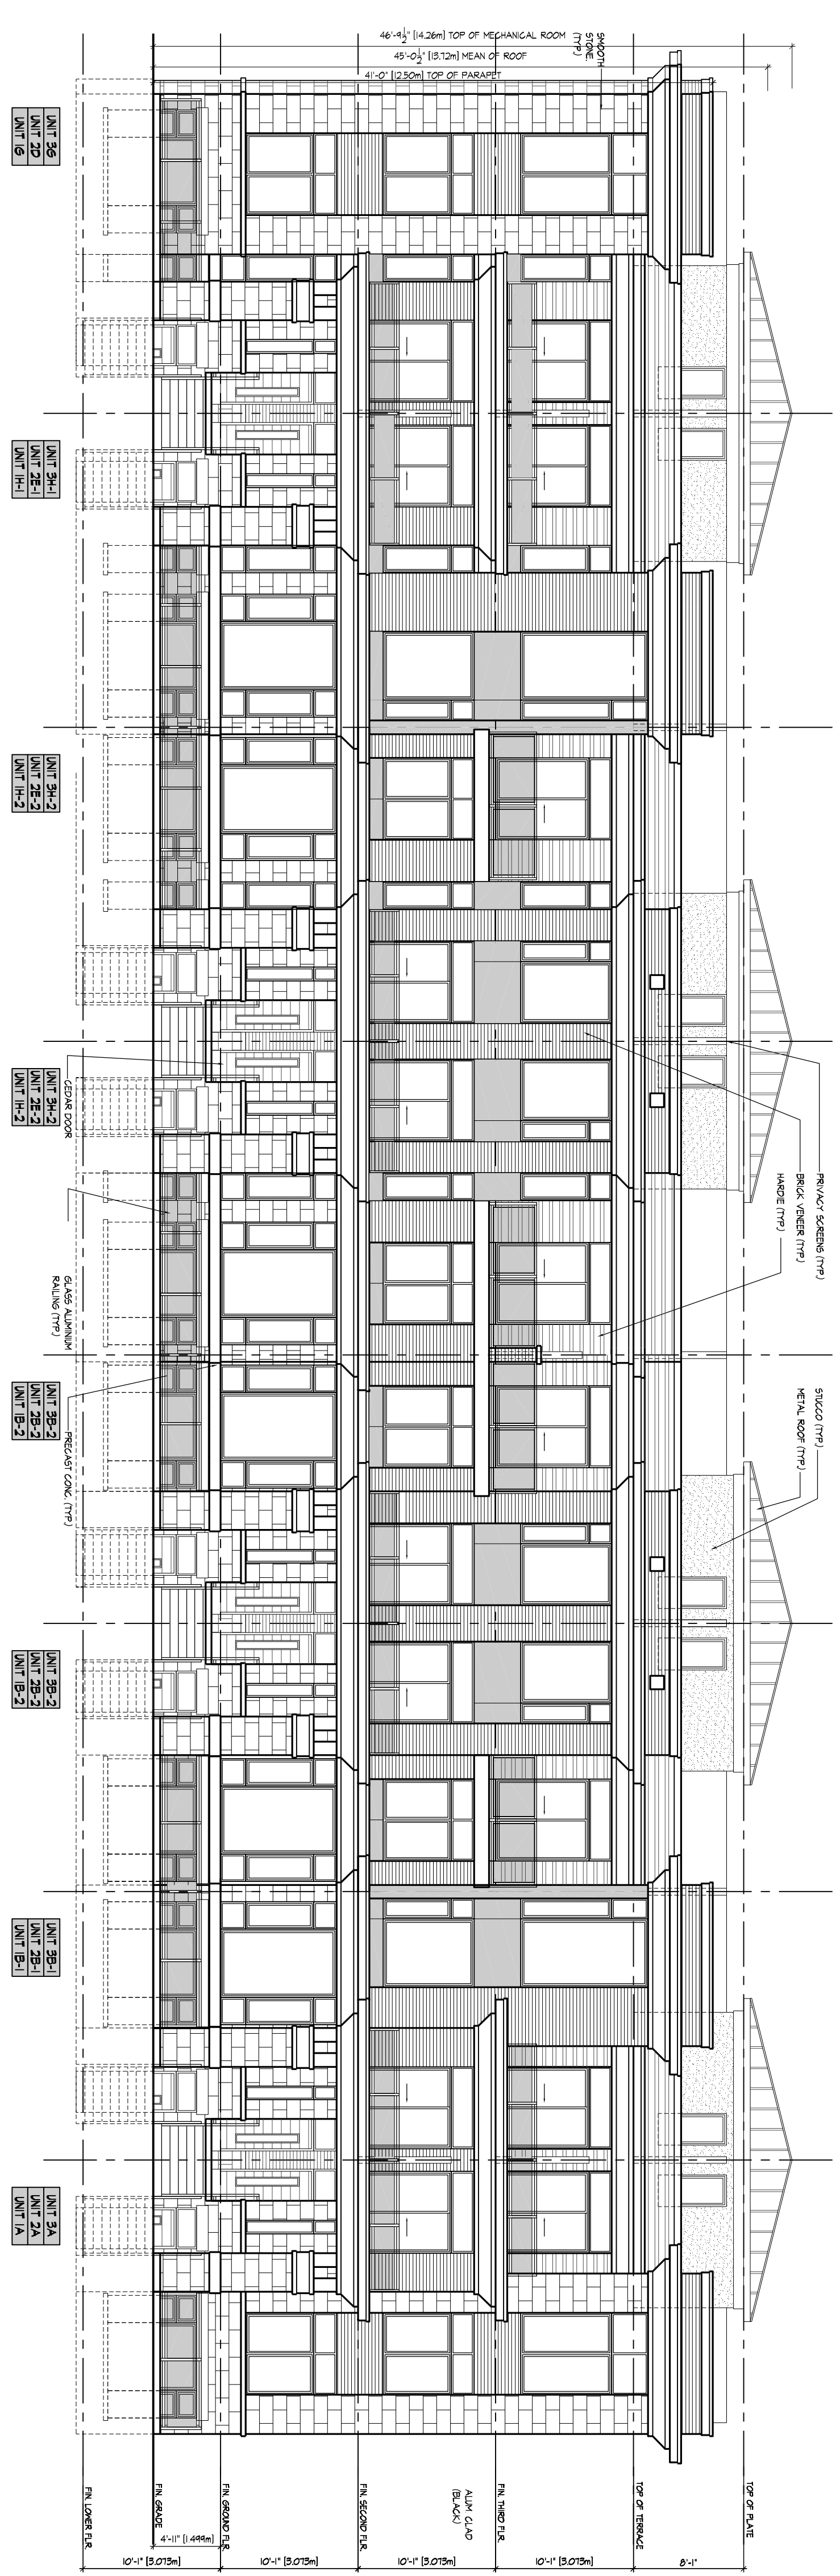 46'-9½" [14.26m] TOP OF MECHANICAL ROOM
45'-0½" [13.72m] MEAN OF ROOF
41'-0" [12.50m] TOP OF PARAPET
SMOOTH
STONE.
(TYP.)
PRIVACY SCREENS (TYP.)
BRICK VENEER (TYP.)
HARDIE (TYP.)
STUCCO (TYP.)
METAL ROOF (TYP.)
CEDAR DOOR
GLASS ALUMINIUM
RAILING (TYP.)
PRECAST CONC. (TYP.)
UNIT 3G
UNIT 2D
UNIT 1G
UNIT 3H-1
UNIT 2E-1
UNIT 1H-1
UNIT 3H-2
UNIT 2E-2
UNIT 1H-2
UNIT 3H-2
UNIT 2E-2
UNIT 1H-2
UNIT 3B-2
UNIT 2B-2
UNIT 1B-2
UNIT 3B-2
UNIT 2B-2
UNIT 1B-2
UNIT 3B-1
UNIT 2B-1
UNIT 1B-1
UNIT 3A
UNIT 2A
UNIT 1A
TOP OF PLATE
TOP OF TERRACE
FIN. THIRD FLR.
ALUM CLAD
(BLACK)
FIN. SECOND FLR.
FIN. GROUND FLR.
FIN. GRADE
FIN. LOWER FLR.
8'-1"
10'-1" [3.073m]
10'-1" [3.073m]
10'-1" [3.073m]
4'-11" [1.499m]
10'-1" [3.073m]